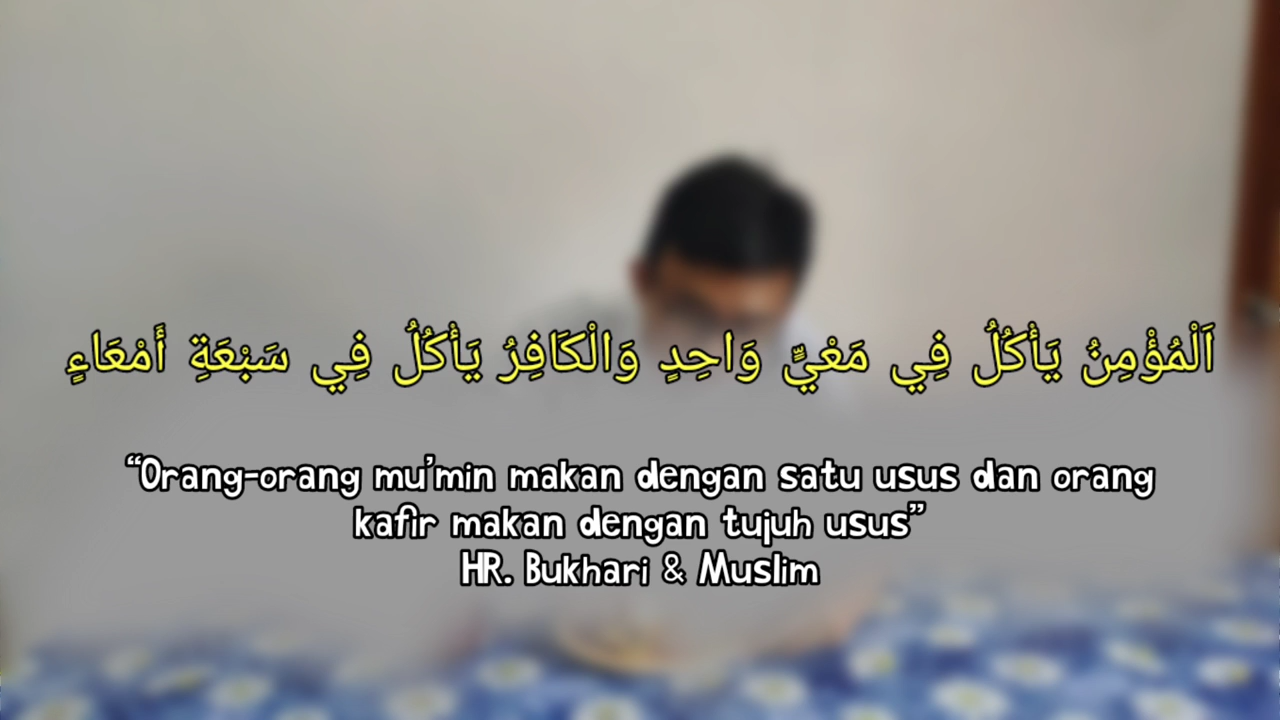 اَلْمُؤْمِنُ يَأْكُلُ فِي مَعْيٍّ وَاحِدٍ وَالْكَافِرُ يَأْكُلُ فِي سَبْعَةِ أَمْعَاءٍ
“Orang-orang mu’min makan dengan satu usus dan orang
kafir makan dengan tujuh usus”
HR. Bukhari & Muslim